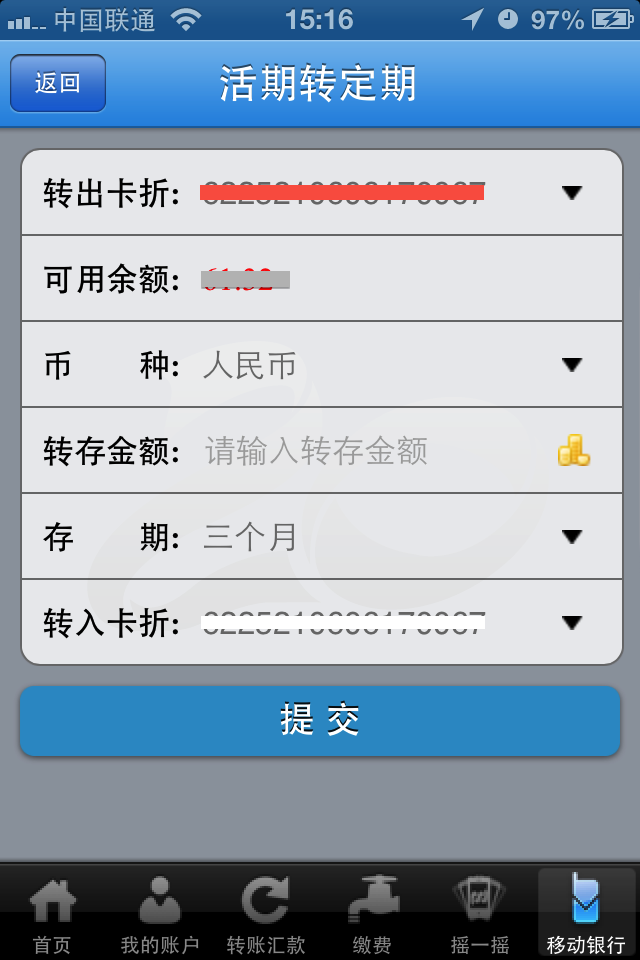 中国联通 15:16 97%
返回 活期转定期
转出卡折:
可用余额:
币 种: 人民币
转存金额: 请输入转存金额
存 期: 三个月
转入卡折:
提 交
首页 我的账户 转账汇款 缴费 摇一摇 移动银行